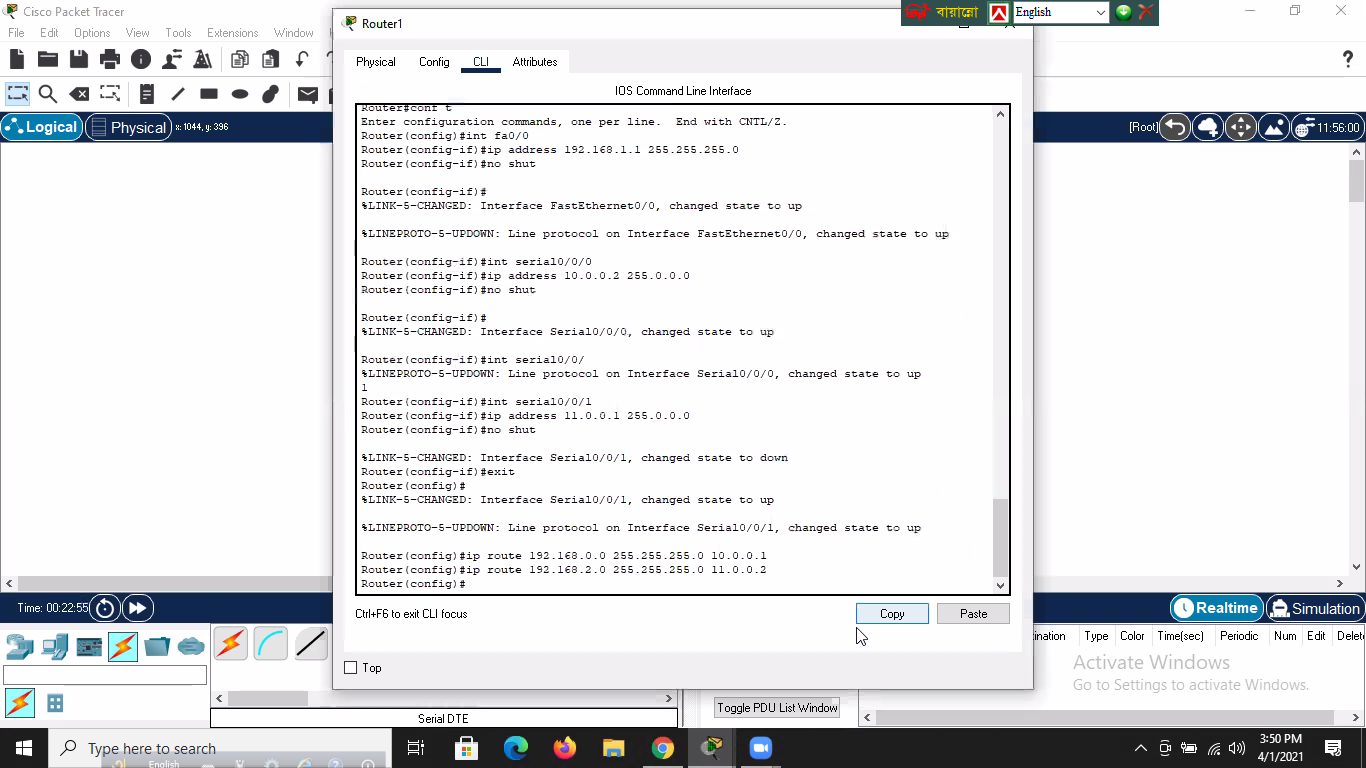 Cisco Packet Tracer
File Edit Options View Tools Extensions Window
Logical Physical x: 1044, y: 396
[Root] 11:56:00
Router1
বায়ান্নো English
Physical Config CLI Attributes
IOS Command Line Interface
Router#conf t
Enter configuration commands, one per line. End with CNTL/Z.
Router(config)#int fa0/0
Router(config-if)#ip address 192.168.1.1 255.255.255.0
Router(config-if)#no shut
Router(config-if)#
%LINK-5-CHANGED: Interface FastEthernet0/0, changed state to up
%LINEPROTO-5-UPDOWN: Line protocol on Interface FastEthernet0/0, changed state to up
Router(config-if)#int serial0/0/0
Router(config-if)#ip address 10.0.0.2 255.0.0.0
Router(config-if)#no shut
Router(config-if)#
%LINK-5-CHANGED: Interface Serial0/0/0, changed state to up
Router(config-if)#int serial0/0/
%LINEPROTO-5-UPDOWN: Line protocol on Interface Serial0/0/0, changed state to up
1
Router(config-if)#int serial0/0/1
Router(config-if)#ip address 11.0.0.1 255.0.0.0
Router(config-if)#no shut
%LINK-5-CHANGED: Interface Serial0/0/1, changed state to down
Router(config-if)#exit
Router(config)#
%LINK-5-CHANGED: Interface Serial0/0/1, changed state to up
%LINEPROTO-5-UPDOWN: Line protocol on Interface Serial0/0/1, changed state to up
Router(config)#ip route 192.168.0.0 255.255.255.0 10.0.0.1
Router(config)#ip route 192.168.2.0 255.255.255.0 11.0.0.2
Router(config)#
Ctrl+F6 to exit CLI focus
Copy Paste
Top
Time: 00:22:55
Realtime Simulation
Type Color Time(sec) Periodic Num Edit
Activate Windows
Go to Settings to activate Windows.
Serial DTE
Toggle PDU List Window
Type here to search
English
3:50 PM
4/1/2021